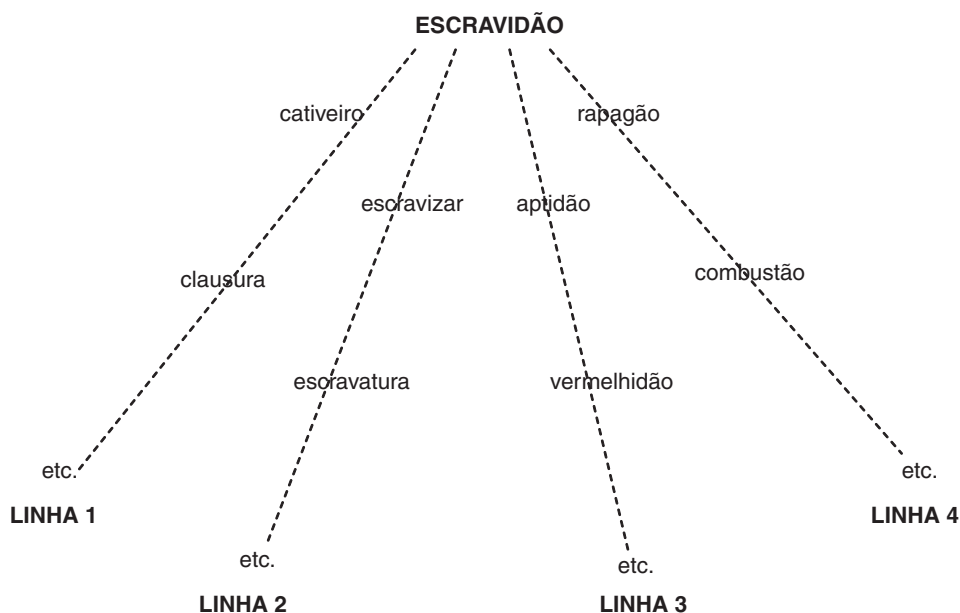 ESCRAVIDÃO
cativeiro
rapagão
escravizar
aptidão
clausura
combustão
escravatura
vermelhidão
etc.
etc.
LINHA 1
LINHA 4
etc.
etc.
LINHA 2
LINHA 3